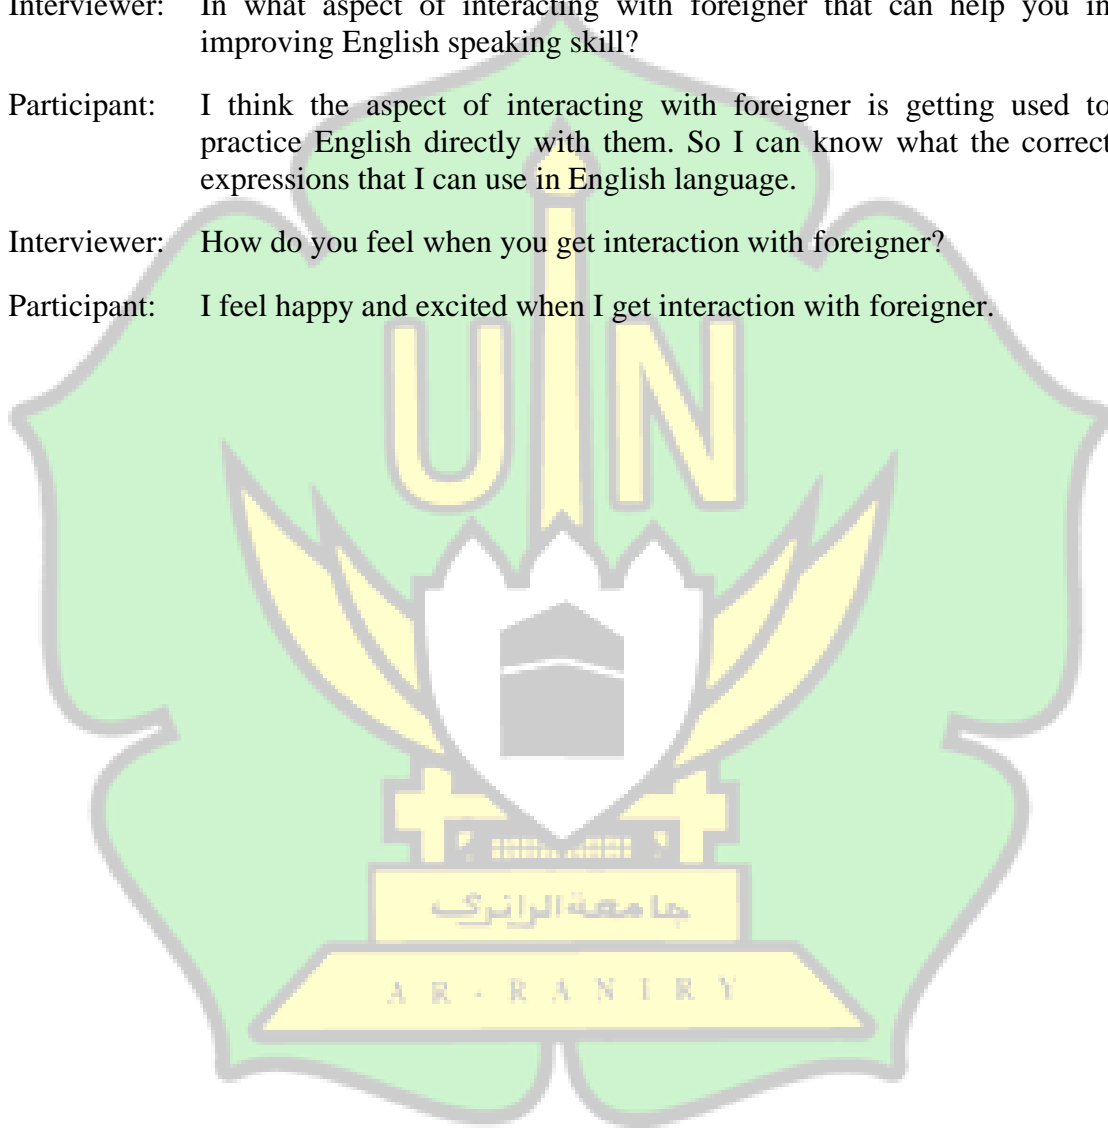 Interviewer: In what aspect of interacting with foreigner that can help you in
improving English speaking skill?
Participant: I think the aspect of interacting with foreigner is getting used to
practice English directly with them. So I can know what the correct
expressions that I can use in English language.
Interviewer: How do you feel when you get interaction with foreigner?
Participant: I feel happy and excited when I get interaction with foreigner.
UIN
جامعة الرانري
AR-RANIRY